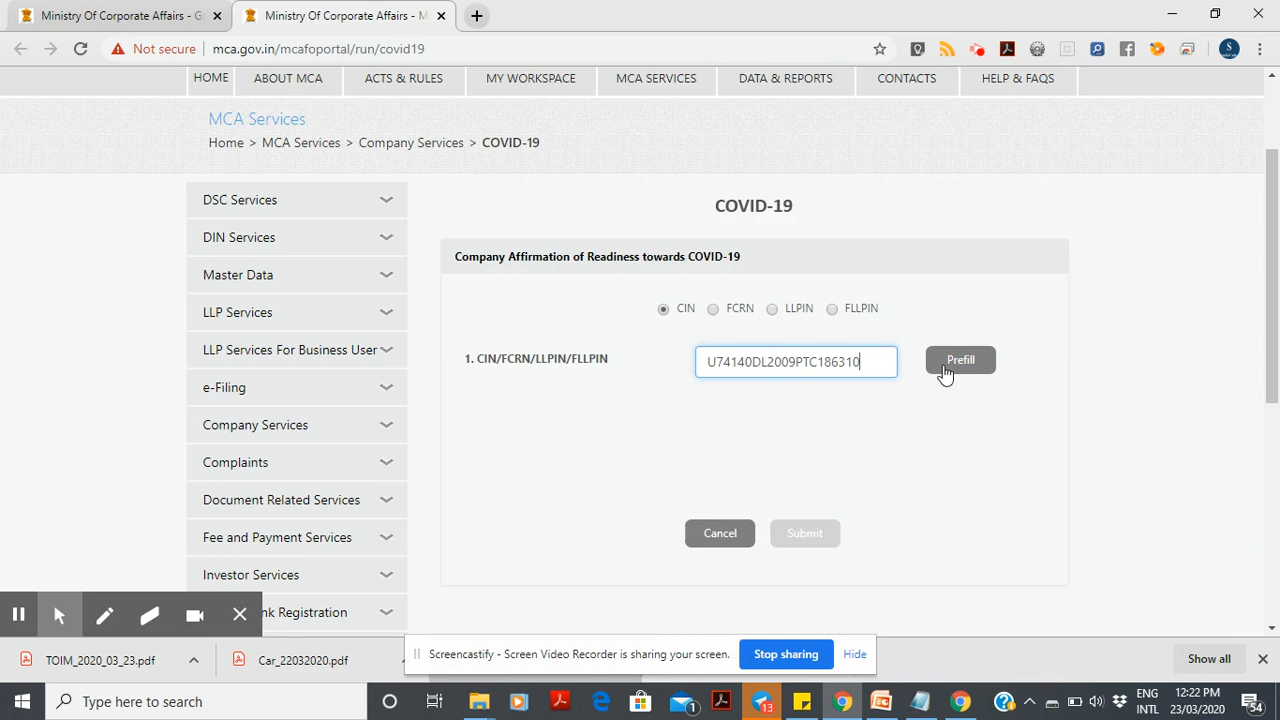 Ministry Of Corporate Affairs - G
Ministry Of Corporate Affairs - M
Not secure
mca.gov.in/mcafoportal/run/covid19
HOME
ABOUT MCA
ACTS & RULES
MY WORKSPACE
MCA SERVICES
DATA & REPORTS
CONTACTS
HELP & FAQS
MCA Services
Home > MCA Services > Company Services > COVID-19
DSC Services
DIN Services
Master Data
LLP Services
LLP Services For Business User
e-Filing
Company Services
Complaints
Document Related Services
Fee and Payment Services
Investor Services
nk Registration
COVID-19
Company Affirmation of Readiness towards COVID-19
CIN FCRN LLPIN FLLPIN
1. CIN/FCRN/LLPIN/FLLPIN
U74140DL2009PTC186310
Prefill
Cancel
Submit
Screencastify - Screen Video Recorder is sharing your screen.
Stop sharing
Hide
TOIM_2020_03_23.pdf
Car_22032020.pdf
Show all
Type here to search
1
13
ENG
INTL
12:22 PM
23/03/2020
54